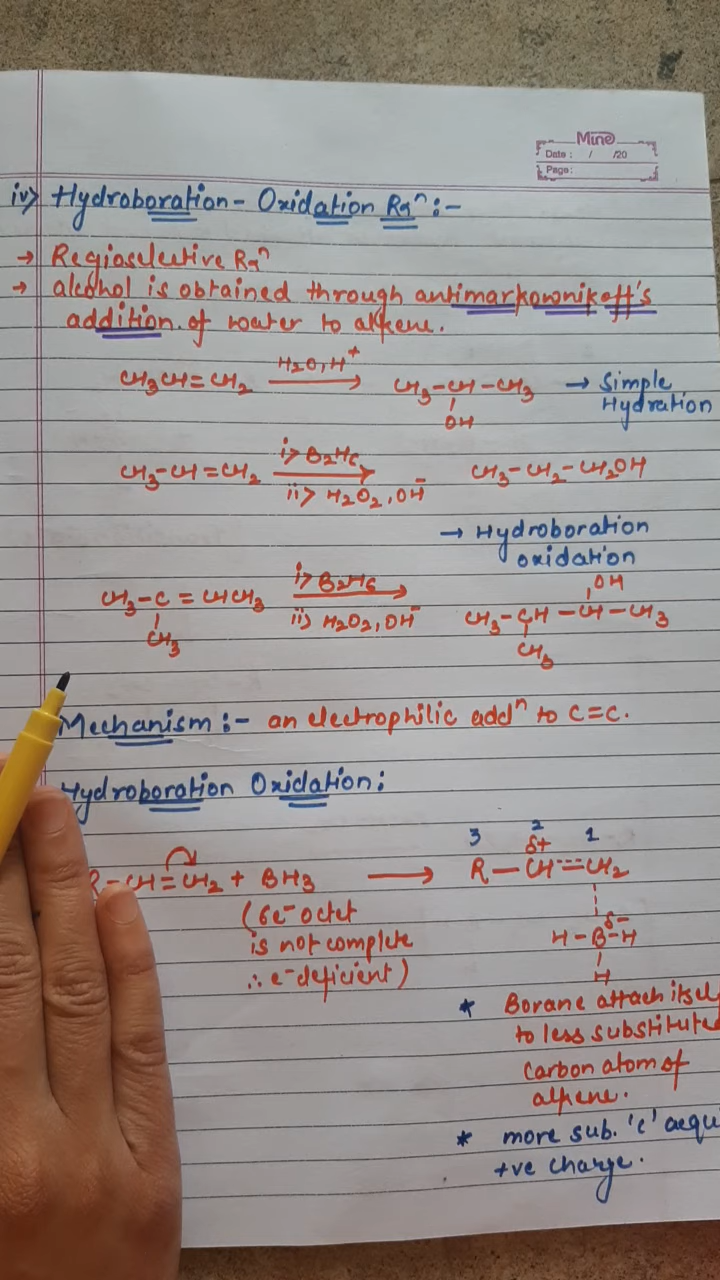 Mine
Date : / /20
Page:
iv) Hydroboration - Oxidation Rxⁿ :-
→ Regioselective Rxⁿ
→ alcohol is obtained through antimarkownikoff's
addition of water to alkene.
CH₃CH=CH₂ H₂O, H⁺ → CH₃-CH-CH₃ → Simple
OH Hydration
CH₃-CH=CH₂ i) B₂H₆ → CH₃-CH₂-CH₂OH
ii) H₂O₂, OH⁻
→ Hydroboration
oxidation
OH
CH₃-C=CHCH₃ i) B₂H₆ → CH₃-CH-CH-CH₃
CH₃ ii) H₂O₂, OH⁻ CH₃
Mechanism :- an electrophilic addⁿ to C=C.
Hydroboration Oxidation :
3 2 1
δ+
R-CH=CH₂ + BH₃ → R-CH=CH₂
(6e⁻ octet δ-
is not complete H-B-H
∴ e⁻deficient) H
* Borane attach itsel
to less substitute
carbon atom of
alkene.
* more sub. 'c' acqu
+ve charge.